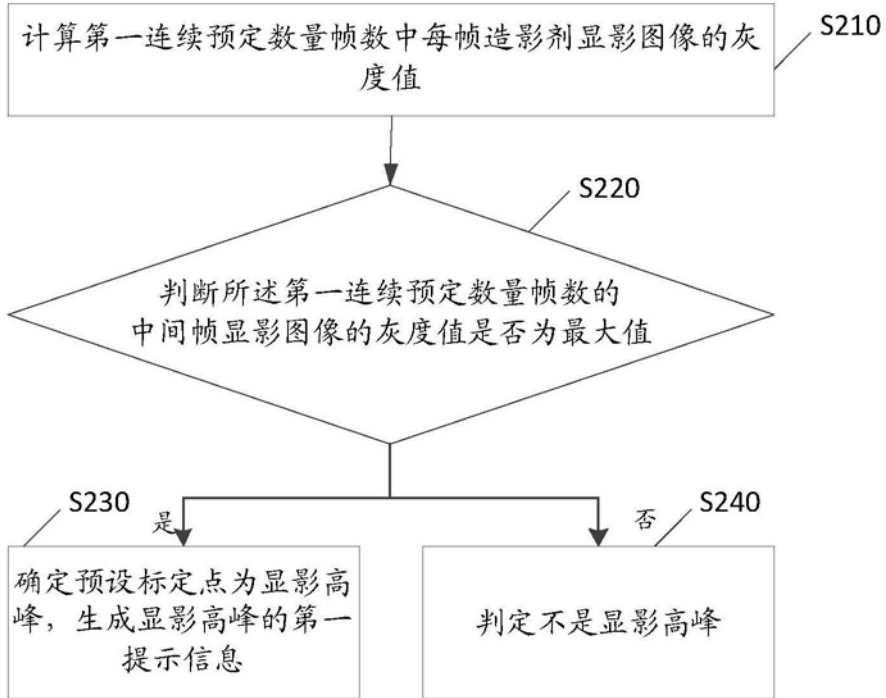 计算第一连续预定数量帧数中每帧造影剂显影图像的灰
度值
S210
S220
判断所述第一连续预定数量帧数的
中间帧显影图像的灰度值是否为最大值
S230
是
S240
否
确定预设标定点为显影高
峰，生成显影高峰的第一
提示信息
判定不是显影高峰